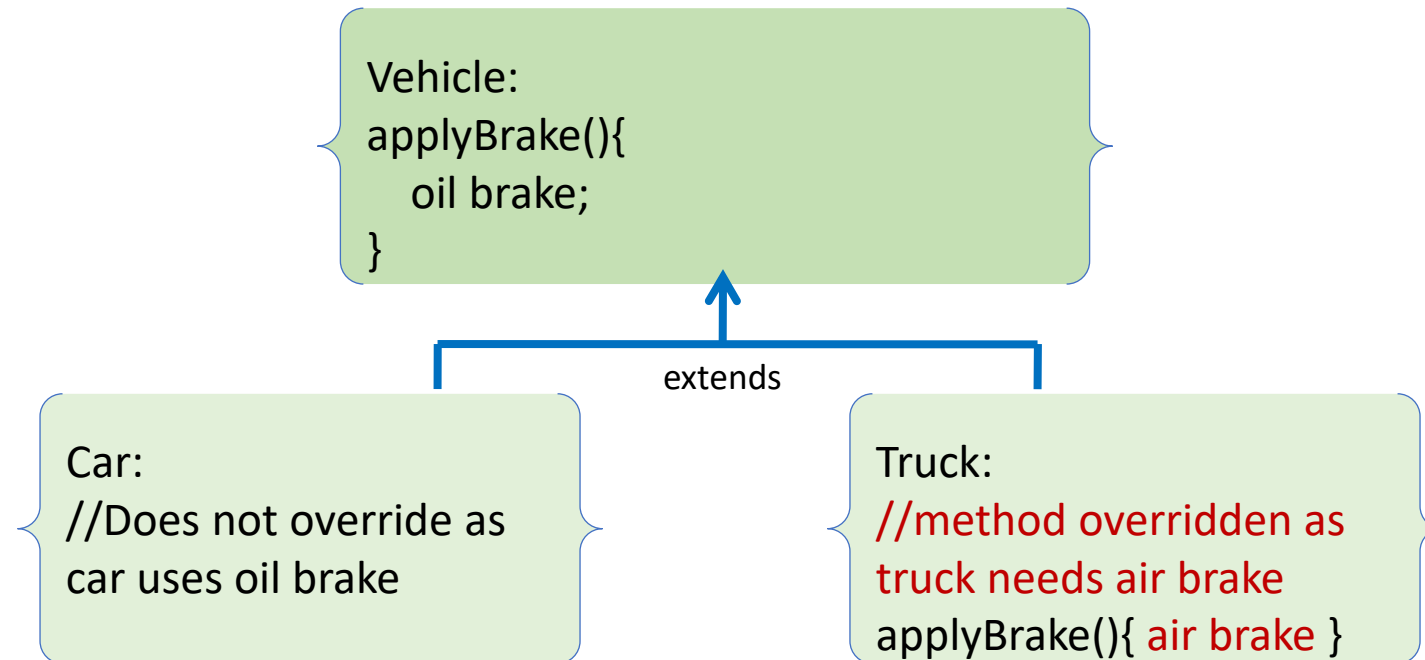 Vehicle:
applyBrake(){
oil brake;
}
extends
Car:
//Does not override as
car uses oil brake
Truck:
//method overridden as
truck needs air brake
applyBrake(){ air brake }